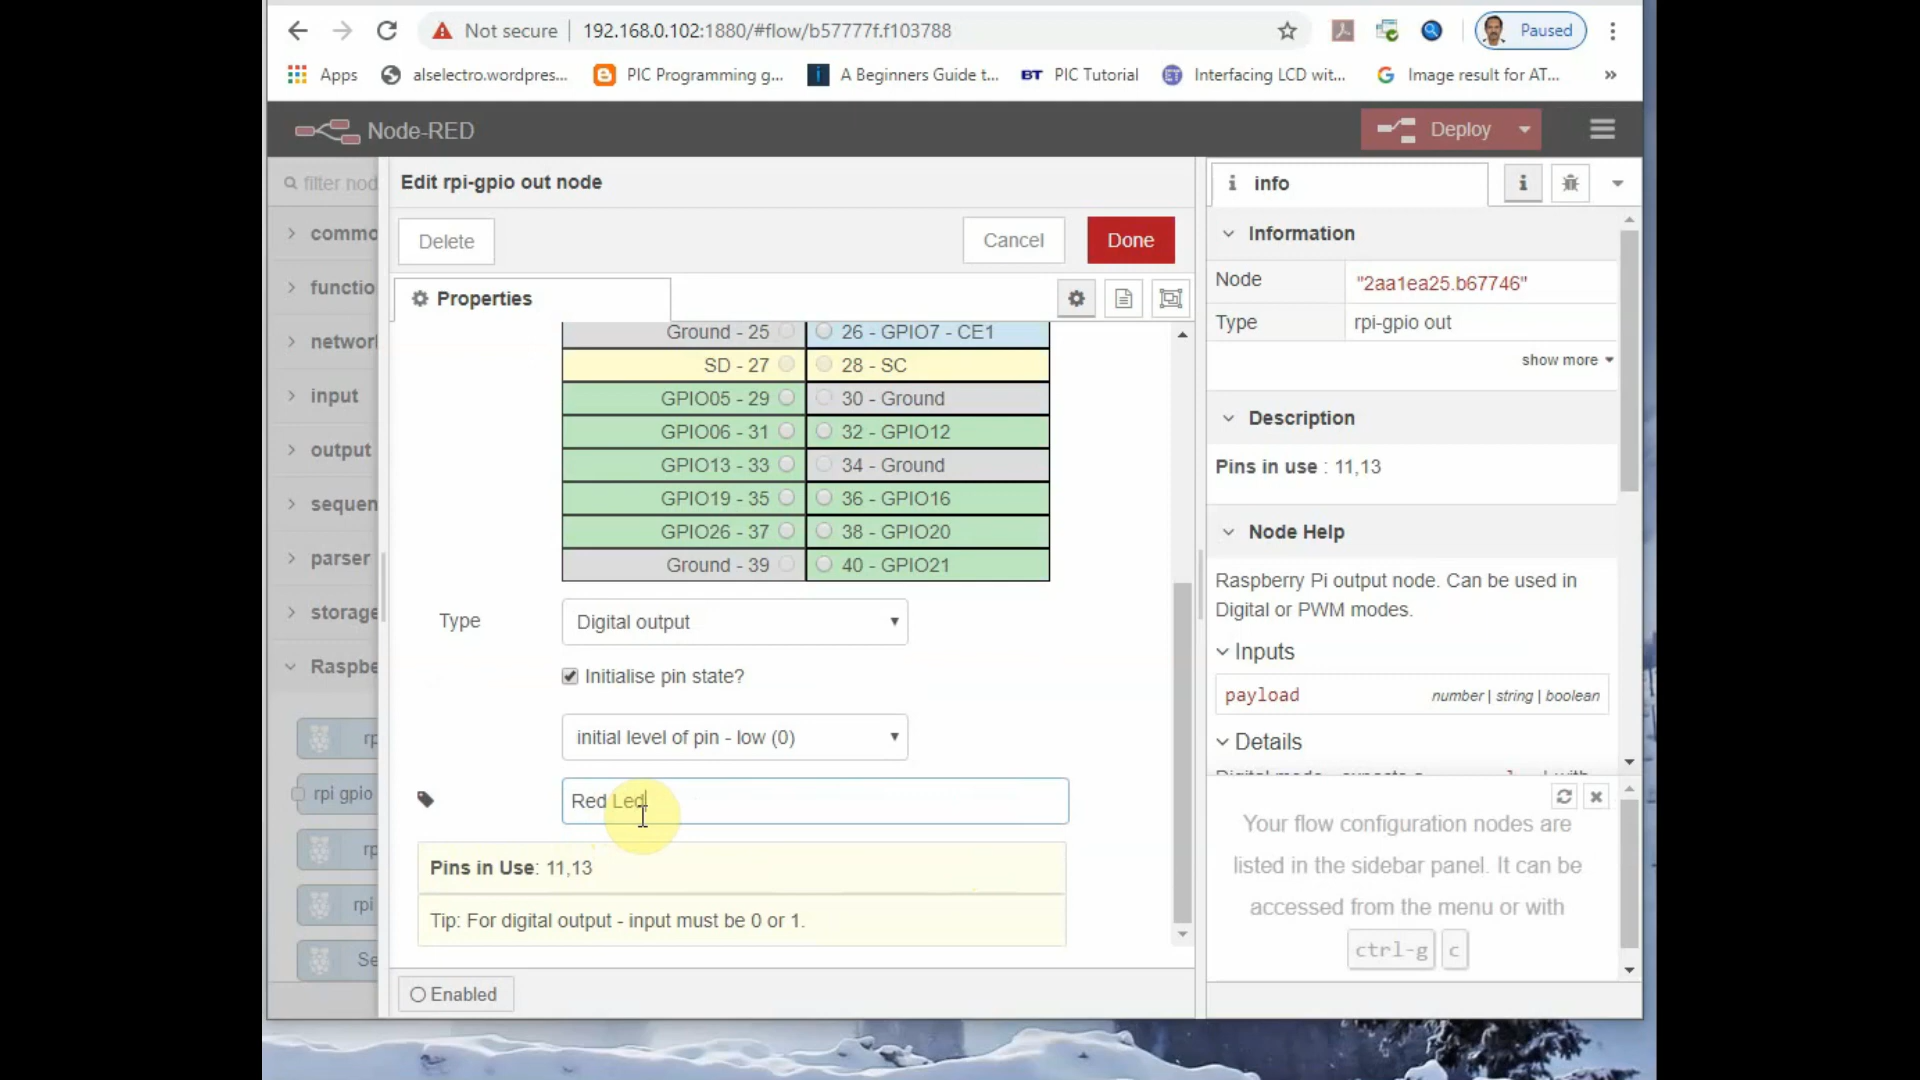 Not secure
192.168.0.102:1880/#flow/b57777f.f103788
Paused
Apps
alselectro.wordpres...
PIC Programming g...
i
A Beginners Guide t...
BT
PIC Tutorial
Interfacing LCD wit...
Image result for AT...
»
Node-RED
Deploy
filter nod
Edit rpi-gpio out node
Delete
Cancel
Done
Properties
commo
functio
networ
input
output
sequen
parser
storage
Raspbe
rp
rpi gpio
rp
rpi
Se
Ground - 25
26 - GPIO7 - CE1
SD - 27
28 - SC
GPIO05 - 29
30 - Ground
GPIO06 - 31
32 - GPIO12
GPIO13 - 33
34 - Ground
GPIO19 - 35
36 - GPIO16
GPIO26 - 37
38 - GPIO20
Ground - 39
40 - GPIO21
Type
Digital output
Initialise pin state?
initial level of pin - low (0)
Red Led
Pins in Use: 11,13
Tip: For digital output - input must be 0 or 1.
Enabled
i info
i
Information
Node
"2aa1ea25.b67746"
Type
rpi-gpio out
show more
Description
Pins in use : 11,13
Node Help
Raspberry Pi output node. Can be used in
Digital or PWM modes.
Inputs
payload
number | string | boolean
Details
Your flow configuration nodes are
listed in the sidebar panel. It can be
accessed from the menu or with
ctrl-g c